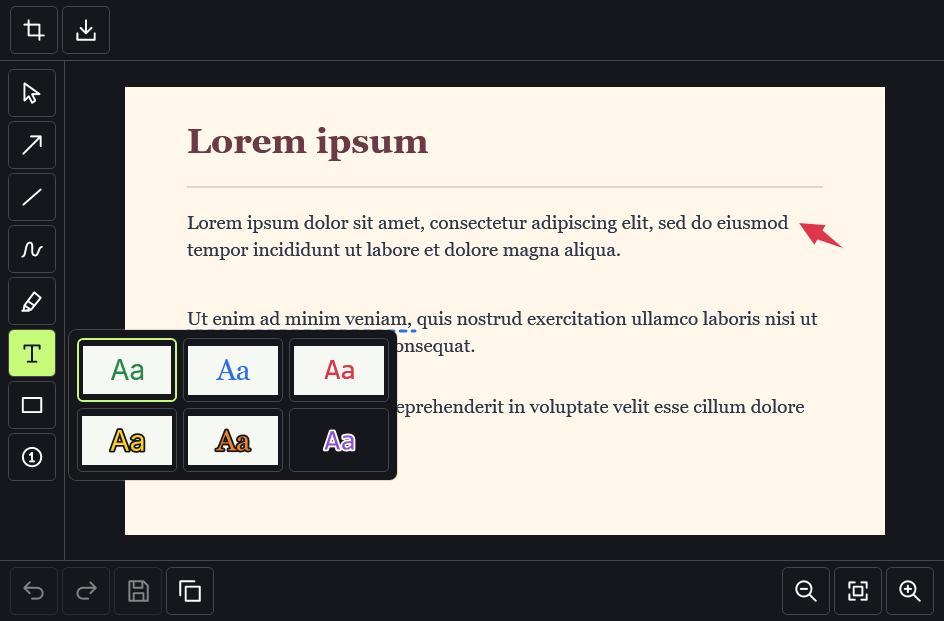 Lorem ipsum
Lorem ipsum dolor sit amet, consectetur adipiscing elit, sed do eiusmod
tempor incididunt ut labore et dolore magna aliqua.
Ut enim ad minim veniam, quis nostrud exercitation ullamco laboris nisi ut
onsequat.
eprehenderit in voluptate velit esse cillum dolore
T
Aa Aa Aa
Aa Aa Aa
1